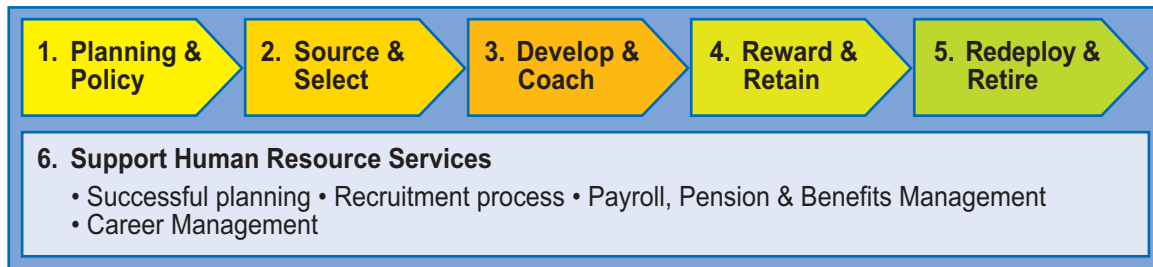 1. Planning &
Policy
2. Source &
Select
3. Develop &
Coach
4. Reward &
Retain
5. Redeploy &
Retire
6. Support Human Resource Services
• Successful planning • Recruitment process • Payroll, Pension & Benefits Management
• Career Management